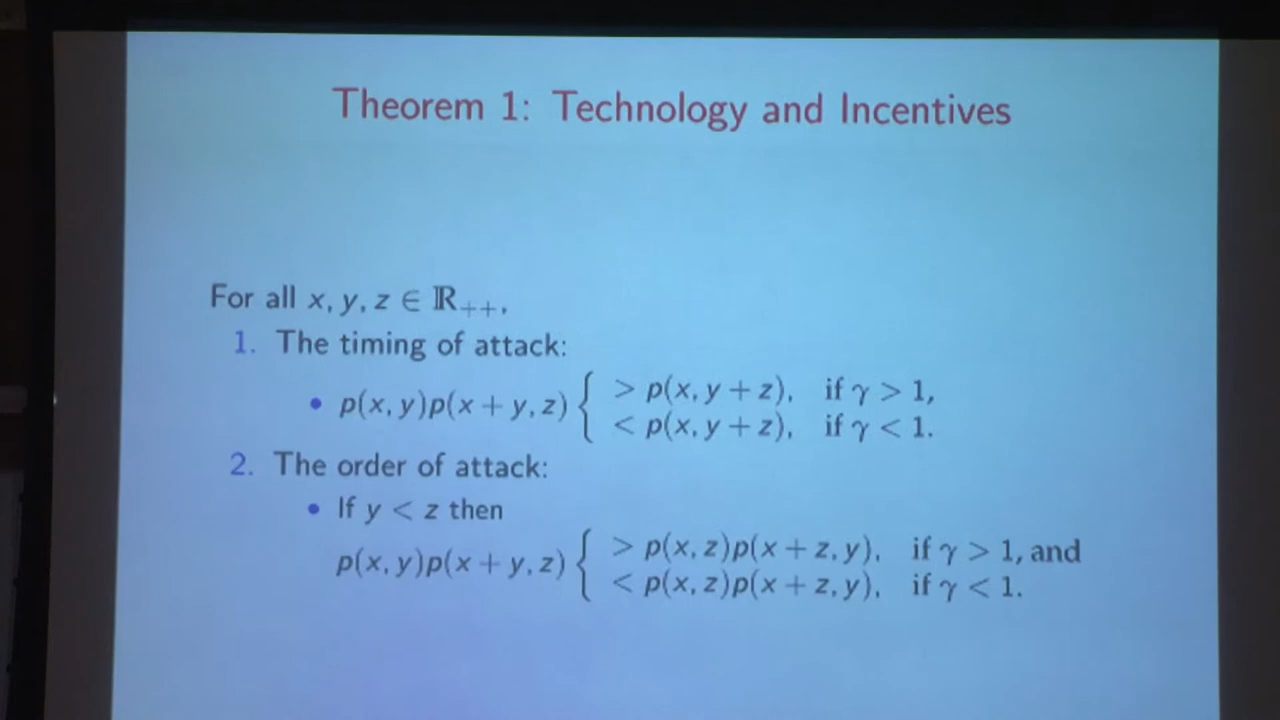 Theorem 1: Technology and Incentives
For all x, y, z ∈ ℝ₊₊,
1. The timing of attack:
• p(x, y)p(x + y, z) { > p(x, y + z), if γ > 1,
< p(x, y + z), if γ < 1.
2. The order of attack:
• If y < z then
p(x, y)p(x + y, z) { > p(x, z)p(x + z, y), if γ > 1, and
< p(x, z)p(x + z, y), if γ < 1.